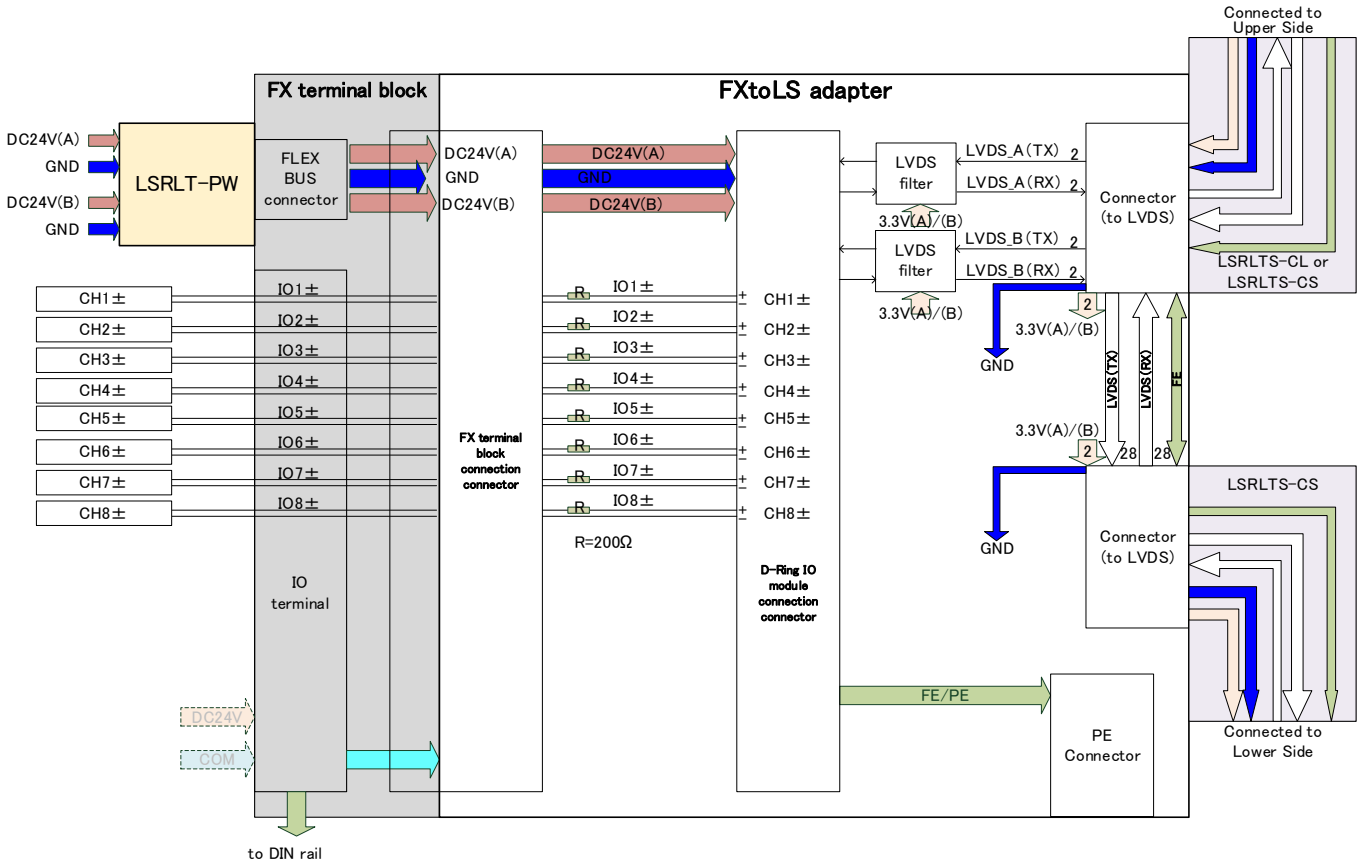 Connected to
Upper Side
FX terminal block
FXtoLS adapter
DC24V(A)
GND
DC24V(B)
GND
LSRLT-PW
FLEX
BUS
connector
DC24V(A)
GND
DC24V(B)
DC24V(A)
GND
DC24V(B)
LVDS
filter
LVDS_A(TX) 2
LVDS_A(RX) 2
3.3V(A)/(B)
LVDS
filter
LVDS_B(TX) 2
LVDS_B(RX) 2
3.3V(A)/(B)
Connector
(to LVDS)
LSRLTS-CL or
LSRLTS-CS
GND
2
3.3V(A)/(B)
LVDS(TX)
LVDS(RX)
FE
CH1±
CH2±
CH3±
CH4±
CH5±
CH6±
CH7±
CH8±
IO1±
IO2±
IO3±
IO4±
IO5±
IO6±
IO7±
IO8±
IO
terminal
FX terminal
block
connection
connector
R IO1±
R IO2±
R IO3±
R IO4±
R IO5±
R IO6±
R IO7±
R IO8±
R=200Ω
+
− CH1±
+
− CH2±
+
− CH3±
+
− CH4±
+
− CH5±
+
− CH6±
+
− CH7±
+
− CH8±
D-Ring IO
module
connection
connector
3.3V(A)/(B)
2
28
28
GND
Connector
(to LVDS)
LSRLTS-CS
FE/PE
PE
Connector
Connected to
Lower Side
DC24V
COM
to DIN rail